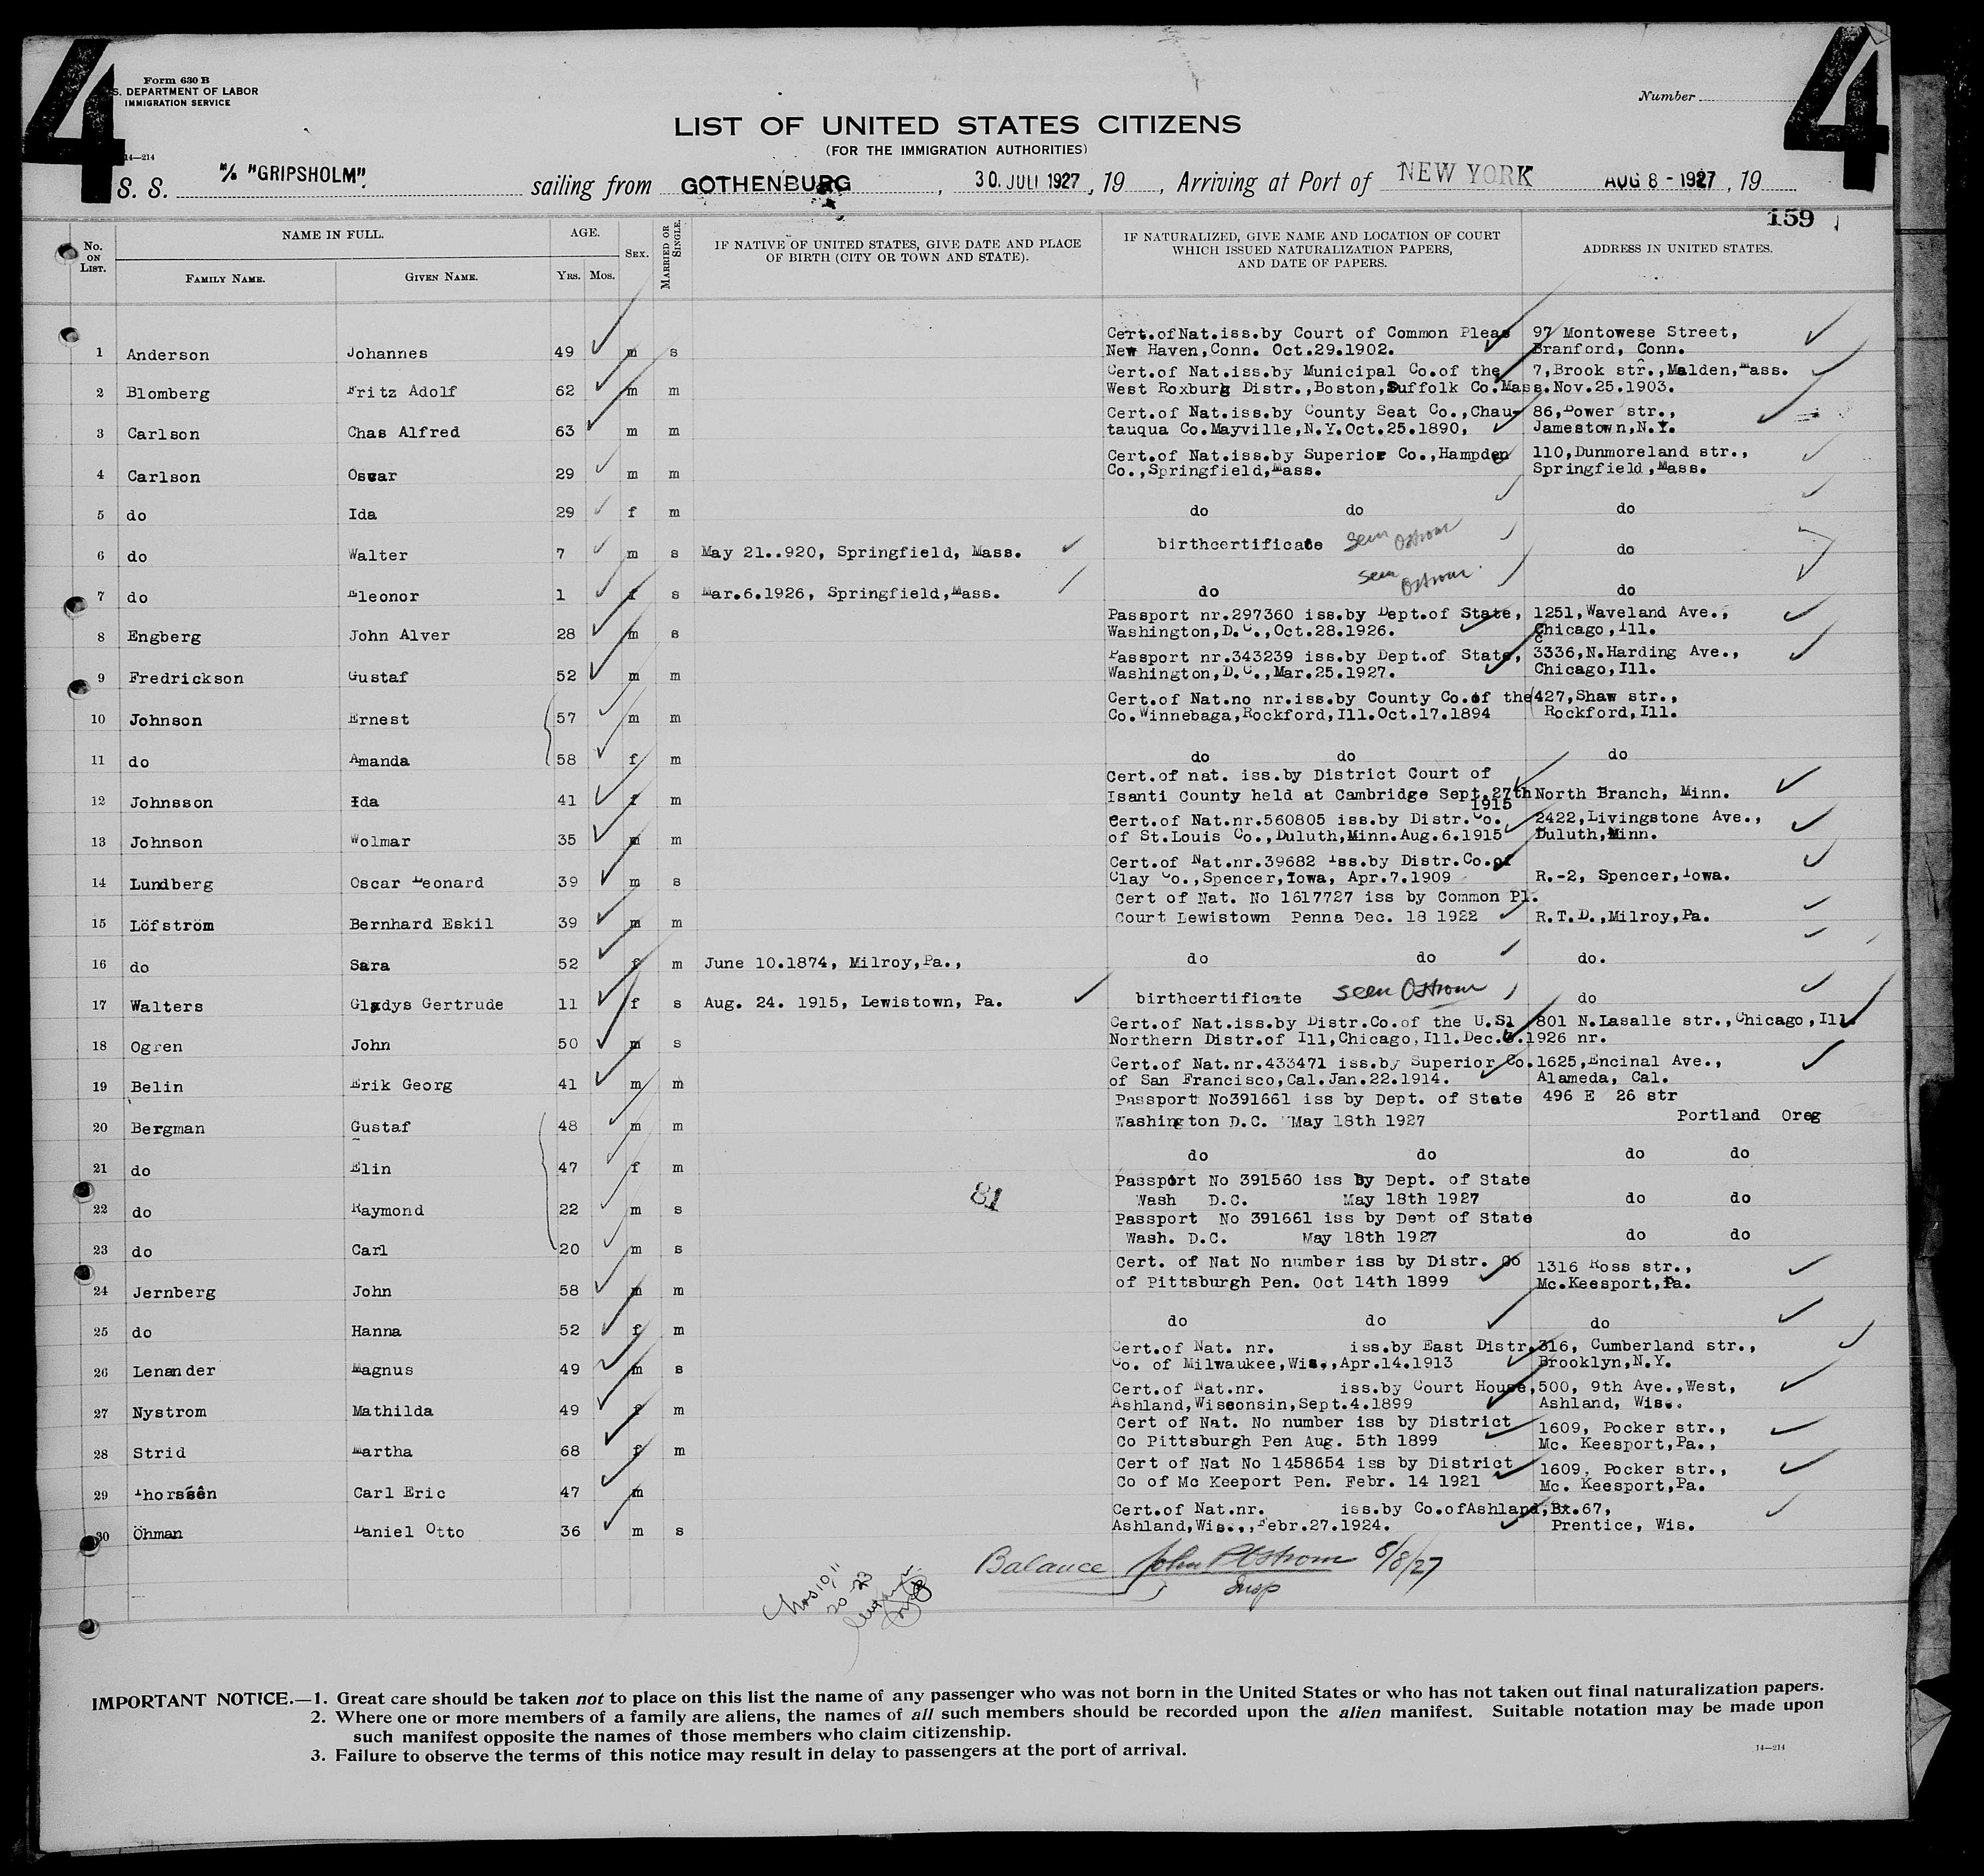 4
4
Form 630 B
S. DEPARTMENT OF LABOR
IMMIGRATION SERVICE
14—214
Number
LIST OF UNITED STATES CITIZENS
(FOR THE IMMIGRATION AUTHORITIES)
S. S. M/S "GRIPSHOLM". sailing from GOTHENBURG , 30. JULI 1927 , 19 , Arriving at Port of NEW YORK AUG 8 - 1927 , 19
159
No. ON LIST.
NAME IN FULL.
FAMILY NAME. GIVEN NAME.
AGE.
YRS. MOS.
SEX.
MARRIED OR SINGLE.
IF NATIVE OF UNITED STATES, GIVE DATE AND PLACE
OF BIRTH (CITY OR TOWN AND STATE).
IF NATURALIZED, GIVE NAME AND LOCATION OF COURT
WHICH ISSUED NATURALIZATION PAPERS,
AND DATE OF PAPERS.
ADDRESS IN UNITED STATES.
Cert.of Nat.iss.by Court of Common Pleas 97 Montowese Street,
1 Anderson Johannes 49 m s New Haven,Conn. Oct.29.1902. Branford, Conn.
Cert.of Nat.iss.by Municipal Co.of the 7,Brook str.,Malden,Mass.
2 Blomberg Fritz Adolf 62 m m West Roxburg Distr.,Boston,Suffolk Co.Mass.Nov.25.1903.
Cert.of Nat.iss.by County Seat Co.,Chau- 86,Dower str.,
3 Carlson Chas Alfred 63 m m tauqua Co.Mayville,N.Y.Oct.25.1890, Jamestown,N.Y.
Cert.of Nat.iss.by Superior Co.,Hampden 110,Dunmoreland str.,
4 Carlson Oscar 29 m m Co.,Springfield,Mass. Springfield,Mass.
5 do Ida 29 f m do do do
6 do Walter 7 m s May 21..920, Springfield, Mass. birthcertificate seen Ostrom do
7 do Eleonor 1 f s Mar.6.1926, Springfield,Mass. do seen Ostrom do
Passport nr.297360 iss.by Dept.of State, 1251,Waveland Ave.,
8 Engberg John Alver 28 m s Washington,D.C.,Oct.28.1926. Chicago,Ill.
Passport nr.343239 iss.by Dept.of State, 3336,N.Harding Ave.,
9 Fredrickson Gustaf 52 m m Washington,D.C.,Mar.25.1927. Chicago,Ill.
Cert.of Nat.no nr.iss.by County Co.of the 427,Shaw str.,
10 Johnson Ernest 57 m m Co.Winnebaga,Rockford,Ill.Oct.17.1894 Rockford,Ill.
11 do Amanda 58 f m do do do
Cert.of nat. iss.by District Court of
12 Johnsson Ida 41 f m Isanti County held at Cambridge Sept.27th North Branch, Minn.
1915
Cert.of Nat.nr.560805 iss.by Distr.Co. 2422,Livingstone Ave.,
13 Johnson Wolmar 35 m m of St.Louis Co.,Duluth,Minn.Aug.6.1915 Duluth,Minn.
Cert.of Nat.nr.39682 iss.by Distr.Co.of
14 Lundberg Oscar Leonard 39 m s Clay Co.,Spencer,Iowa, Apr.7.1909 R.-2, Spencer,Iowa.
Cert of Nat. No 1617727 iss by Common Pl.
15 Löfström Bernhard Eskil 39 m m Court Lewistown Penna Dec. 18 1922 R.T.D.,Milroy,Pa.
16 do Sara 52 f m June 10.1874, Milroy,Pa., do do do.
17 Walters Gladys Gertrude 11 f s Aug. 24. 1915, Lewistown, Pa. birthcertificate seen Ostrom do
Cert.of Nat.iss.by Distr.Co.of the U.S. 801 N.Lasalle str.,Chicago,Ill.
18 Ogren John 50 m s Northern Distr.of Ill,Chicago,Ill.Dec.6.1926 nr.
Cert.of Nat.nr.433471 iss.by Superior Co. 1625,Encinal Ave.,
19 Belin Erik Georg 41 m m of San Francisco,Cal.Jan.22.1914. Alameda, Cal.
Passport No391661 iss by Dept. of State 496 E 26 str
20 Bergman Gustaf 48 m m Washington D.C. May 18th 1927 Portland Oreg
21 do Elin 47 f m do do do do
Passport No 391560 iss by Dept. of State
22 do Raymond 22 m s 81 Wash D.C. May 18th 1927 do do
Passport No 391661 iss by Dept of State
23 do Carl 20 m s Wash. D.C. May 18th 1927 do do
Cert. of Nat No number iss by Distr. Co 1316 Ross str.,
24 Jernberg John 58 m m of Pittsburgh Pen. Oct 14th 1899 Mc.Keesport,Pa.
25 do Hanna 52 f m do do do
Cert.of Nat. nr. iss.by East Distr. 316, Cumberland str.,
26 Lenander Magnus 49 m s Co. of Milwaukee,Wis.,,Apr.14.1913 Brooklyn,N.Y.
Cert.of Nat.nr. iss.by Court House, 500, 9th Ave.,West,
27 Nystrom Mathilda 49 f m Ashland,Wisconsin,Sept.4.1899 Ashland, Wis..
Cert of Nat. No number iss by District 1609, Pocker str.,
28 Strid Martha 68 f m Co Pittsburgh Pen Aug. 5th 1899 Mc. Keesport,Pa.,
Cert of Nat No 1458654 iss by District 1609, Pocker str.,
29 Thorssên Carl Eric 47 m Co of Mc Keeport Pen. Febr. 14 1921 Mc. Keesport,Pa.
Cert.of Nat.nr. iss.by Co.ofAshland, Bx.67,
30 Öhman Daniel Otto 36 m s Ashland,Wis.,,Febr.27.1924. Prentice, Wis.
Balance John P Ostrom 8/8/27
Insp
Nos 10, 11
20-23
IMPORTANT NOTICE.—1. Great care should be taken not to place on this list the name of any passenger who was not born in the United States or who has not taken out final naturalization papers.
2. Where one or more members of a family are aliens, the names of all such members should be recorded upon the alien manifest. Suitable notation may be made upon
such manifest opposite the names of those members who claim citizenship.
3. Failure to observe the terms of this notice may result in delay to passengers at the port of arrival.
14—214